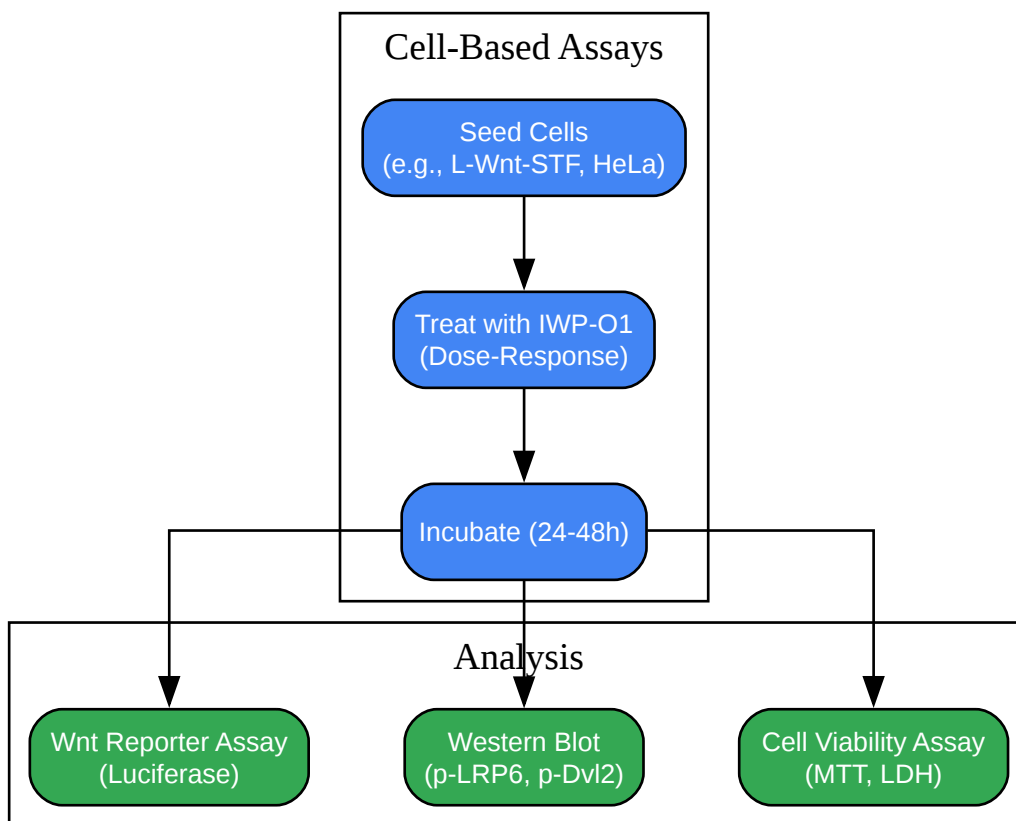 Cell-Based Assays
Seed Cells
(e.g., L-Wnt-STF, HeLa)
Treat with IWP-O1
(Dose-Response)
Incubate (24-48h)
Analysis
Wnt Reporter Assay
(Luciferase)
Western Blot
(p-LRP6, p-Dvl2)
Cell Viability Assay
(MTT, LDH)